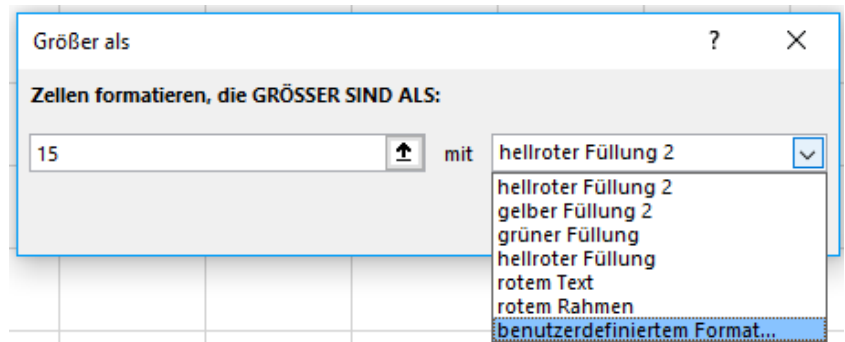 Größer als ?
Zellen formatieren, die GRÖSSER SIND ALS:
15 mit hellroter Füllung 2
hellroter Füllung 2
gelber Füllung 2
grüner Füllung
hellroter Füllung
rotem Text
rotem Rahmen
benutzerdefiniertem Format...